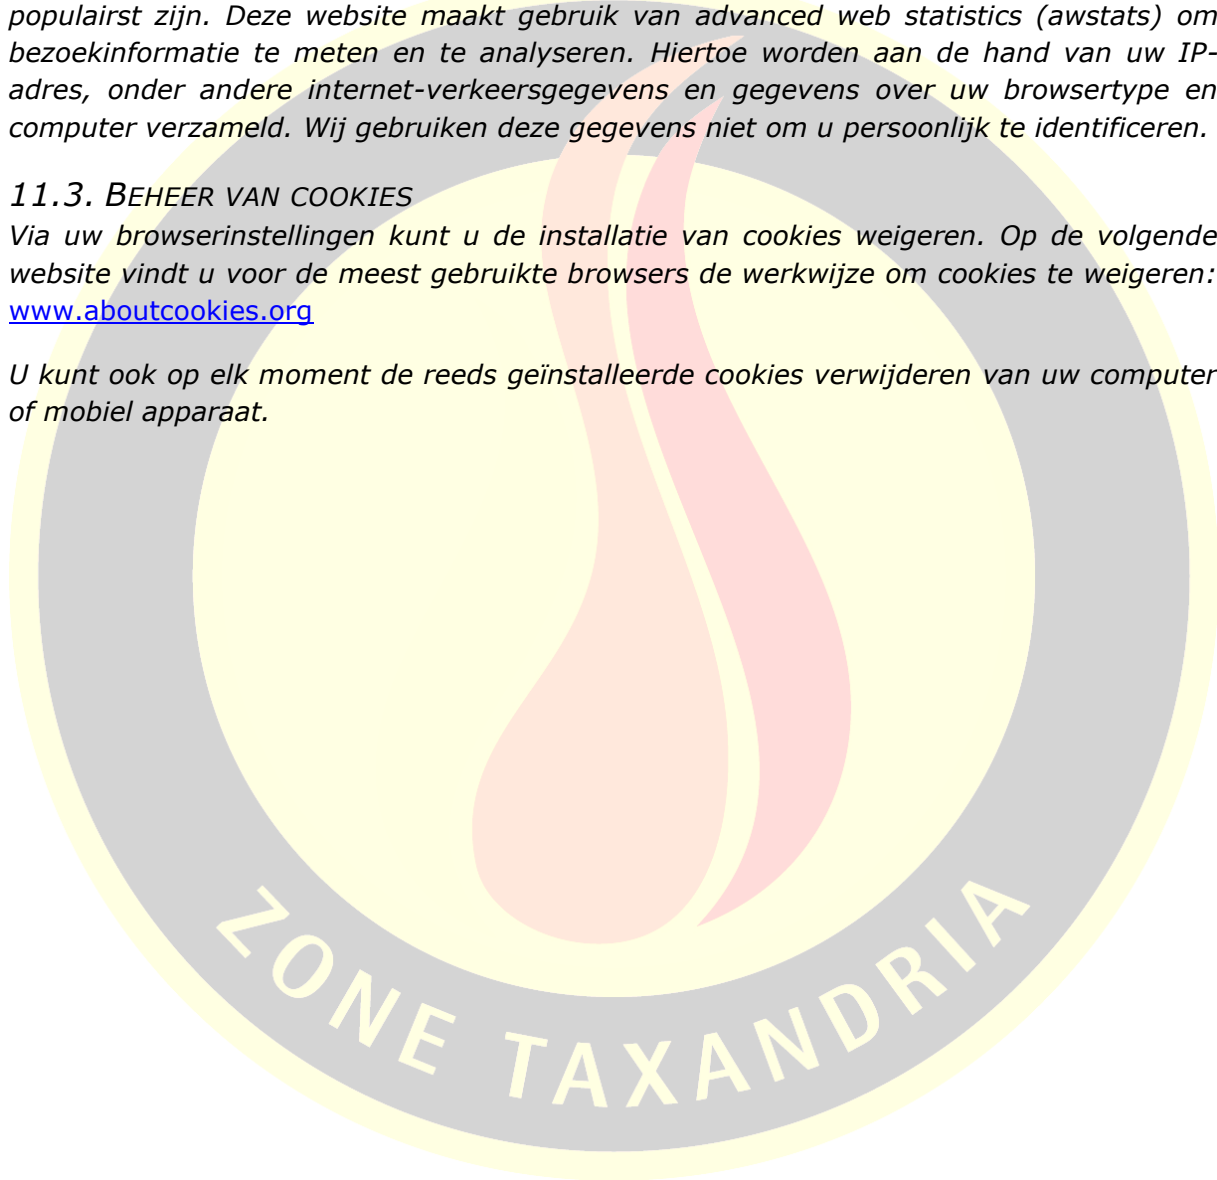 populairst zijn. Deze website maakt gebruik van advanced web statistics (awstats) om
bezoekinformatie te meten en te analyseren. Hiertoe worden aan de hand van uw IP-
adres, onder andere internet-verkeersgegevens en gegevens over uw browsertype en
computer verzameld. Wij gebruiken deze gegevens niet om u persoonlijk te identificeren.
11.3. BEHEER VAN COOKIES
Via uw browserinstellingen kunt u de installatie van cookies weigeren. Op de volgende
website vindt u voor de meest gebruikte browsers de werkwijze om cookies te weigeren:
www.aboutcookies.org
U kunt ook op elk moment de reeds geïnstalleerde cookies verwijderen van uw computer
of mobiel apparaat.
ZONE TAXANDRIA